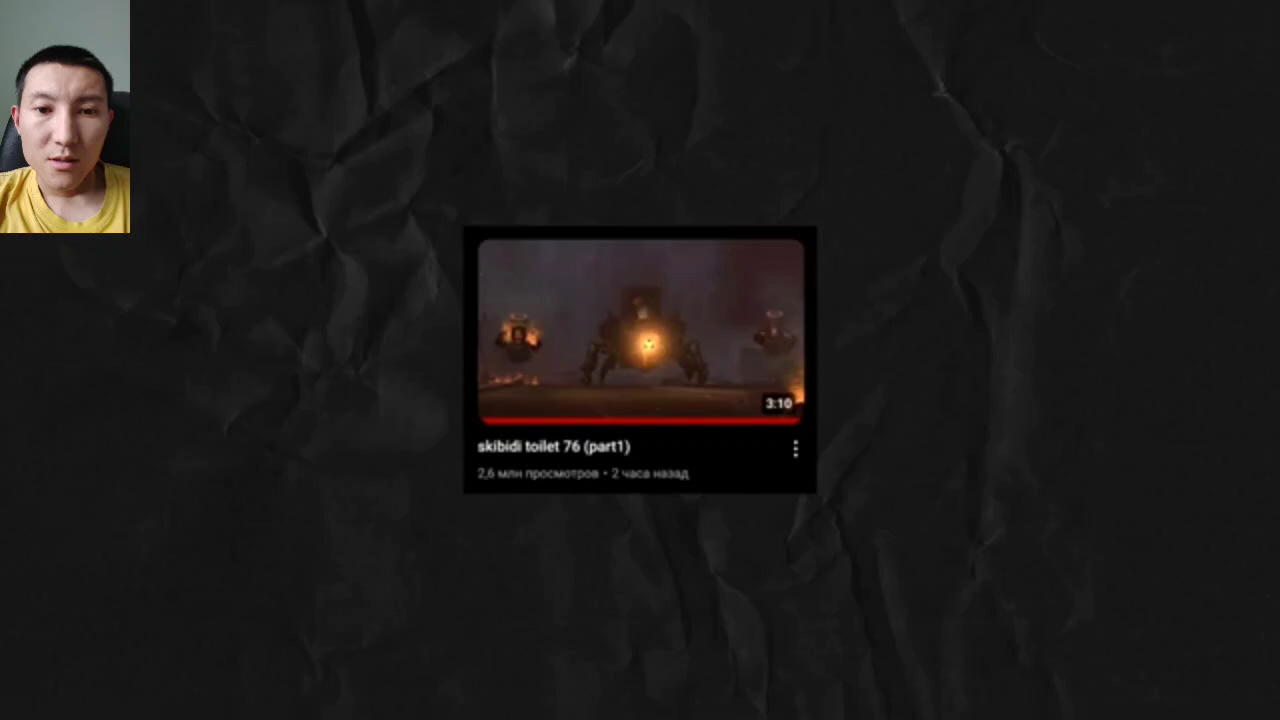 3:10
skibidi toilet 76 (part1)
2,6 млн просмотров • 2 часа назад